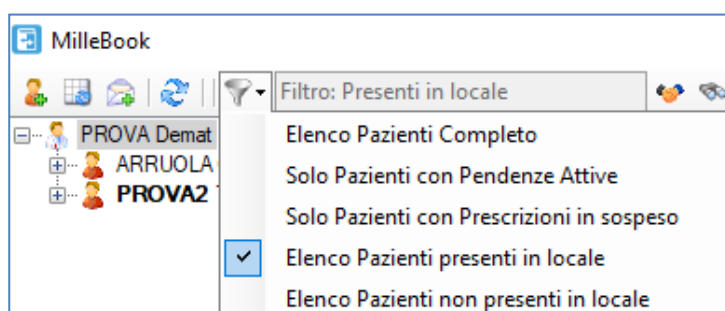 MilleBook
Filtro: Presenti in locale
PROVA Demat
Elenco Pazienti Completo
ARRUOLA
Solo Pazienti con Pendenze Attive
PROVA2
Solo Pazienti con Prescrizioni in sospeso
Elenco Pazienti presenti in locale
Elenco Pazienti non presenti in locale